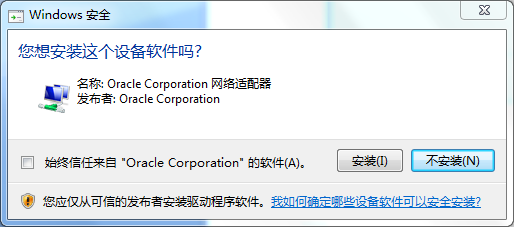 Windows 安全
您想安装这个设备软件吗?
名称: Oracle Corporation 网络适配器
发布者: Oracle Corporation
始终信任来自 "Oracle Corporation" 的软件(A)。
安装(I)
不安装(N)
您应仅从可信的发布者安装驱动程序软件。我如何确定哪些设备软件可以安全安装?